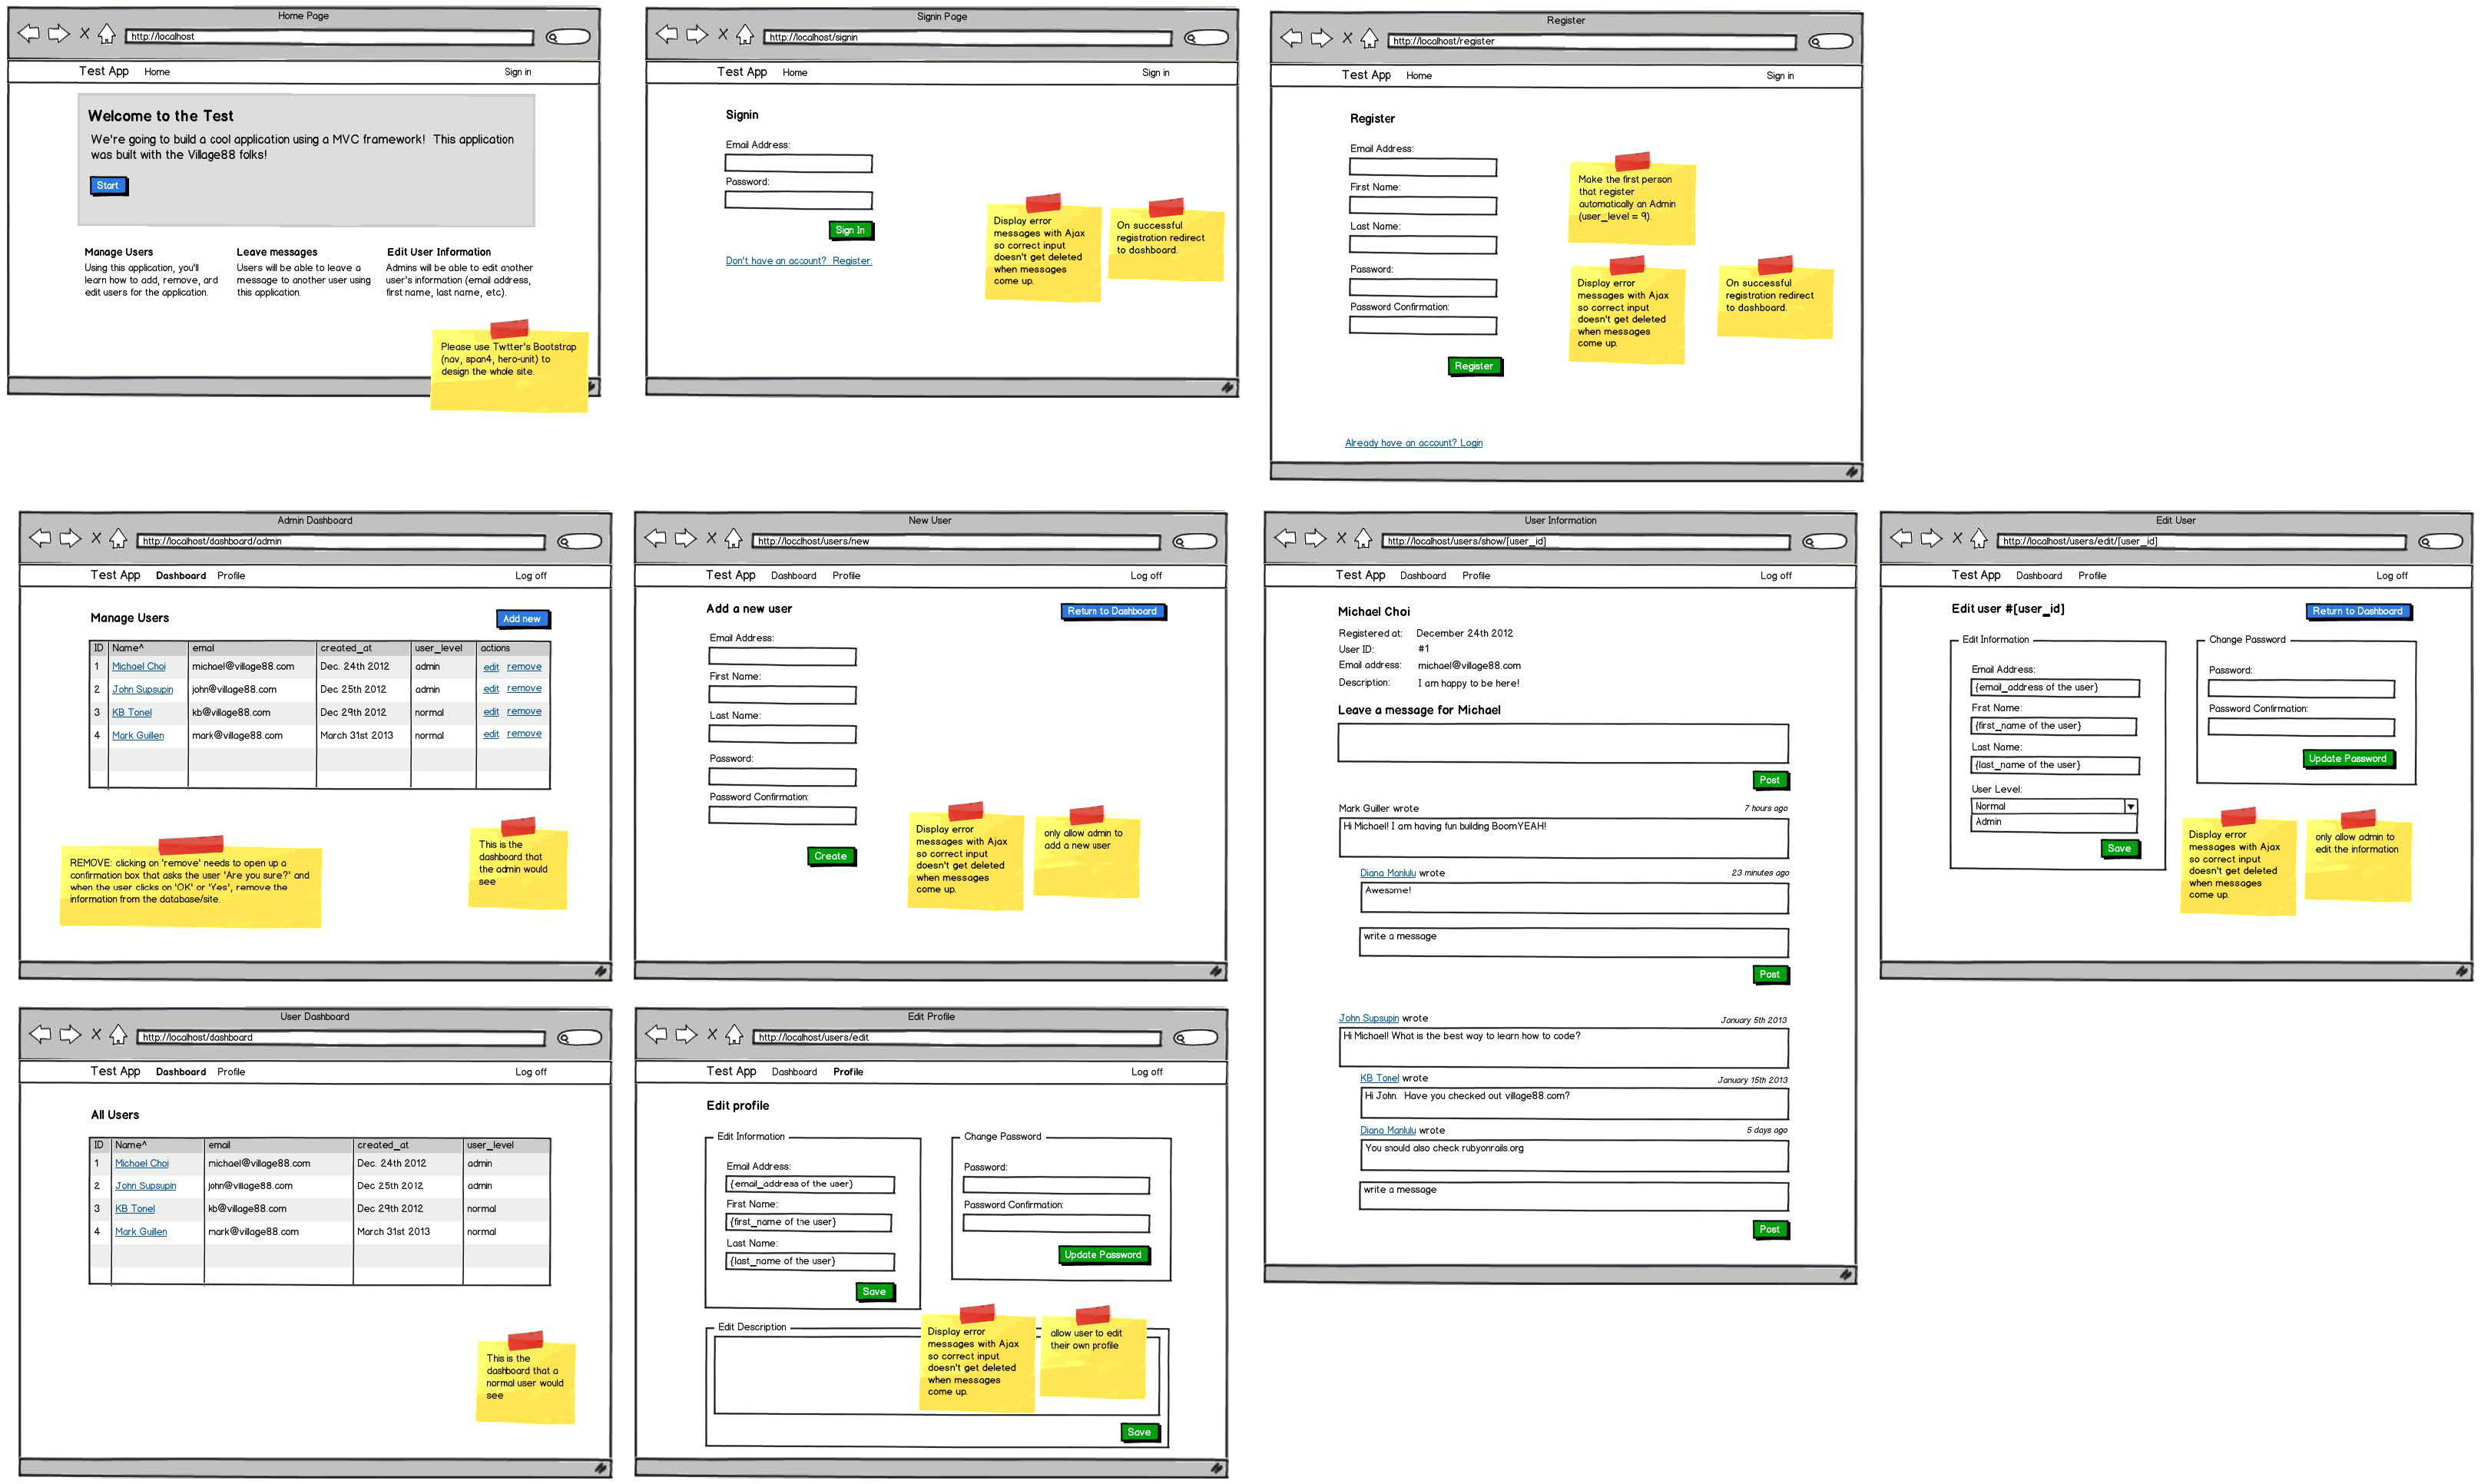 Home Page
http://localhost
Test App Home Sign in
Welcome to the Test
We're going to build a cool application using a MVC framework! This application
was built with the Village88 folks!
Start
Manage Users
Using this application, you'll
learn how to add, remove, and
edit users for the application.
Leave messages
Users will be able to leave a
message to another user using
this application.
Edit User Information
Admins will be able to edit another
user's information (email address,
first name, last name, etc).
Please use Twtter's Bootstrap
(nav, span4, hero-unit) to
design the whole site.
Signin Page
http://localhost/signin
Test App Home Sign in
Signin
Email Address:
Password:
Sign In
Don't have an account? Register.
Display error
messages with Ajax
so correct input
doesn't get deleted
when messages
come up.
On successful
registration redirect
to dashboard.
Register
http://localhost/register
Test App Home Sign in
Register
Email Address:
First Name:
Last Name:
Password:
Password Confirmation:
Register
Already have an account? Login
Make the first person
that register
automatically an Admin
(user_level = 9).
Display error
messages with Ajax
so correct input
doesn't get deleted
when messages
come up.
On successful
registration redirect
to dashboard.
Admin Dashboard
http://localhost/dashboard/admin
Test App Dashboard Profile Log off
Manage Users Add new
ID Name^ email created_at user_level actions
1 Michael Choi michael@village88.com Dec. 24th 2012 admin edit remove
2 John Supsupin john@village88.com Dec 25th 2012 admin edit remove
3 KB Tonel kb@village88.com Dec 29th 2012 normal edit remove
4 Mark Guillen mark@village88.com March 31st 2013 normal edit remove
REMOVE: clicking on 'remove' needs to open up a
confirmation box that asks the user 'Are you sure?' and
when the user clicks on 'OK' or 'Yes', remove the
information from the database/site.
This is the
dashboard that
the admin would
see
New User
http://localhost/users/new
Test App Dashboard Profile Log off
Add a new user Return to Dashboard
Email Address:
First Name:
Last Name:
Password:
Password Confirmation:
Create
Display error
messages with Ajax
so correct input
doesn't get deleted
when messages
come up.
only allow admin to
add a new user
User Information
http://localhost/users/show/[user_id]
Test App Dashboard Profile Log off
Michael Choi
Registered at: December 24th 2012
User ID: #1
Email address: michael@village88.com
Description: I am happy to be here!
Leave a message for Michael
Post
Mark Guiller wrote 7 hours ago
Hi Michael! I am having fun building BoomYEAH!
Diana Manlulu wrote 23 minutes ago
Awesome!
write a message
Post
John Supsupin wrote January 5th 2013
Hi Michael! What is the best way to learn how to code?
KB Tonel wrote January 15th 2013
Hi John. Have you checked out village88.com?
Diana Manlulu wrote 5 days ago
You should also check rubyonrails.org
write a message
Post
Edit User
http://localhost/users/edit/[user_id]
Test App Dashboard Profile Log off
Edit user #[user_id] Return to Dashboard
Edit Information
Email Address:
{email_address of the user}
First Name:
{first_name of the user}
Last Name:
{last_name of the user}
User Level:
Normal
Admin
Save
Change Password
Password:
Password Confirmation:
Update Password
Display error
messages with Ajax
so correct input
doesn't get deleted
when messages
come up.
only allow admin to
edit the information
User Dashboard
http://localhost/dashboard
Test App Dashboard Profile Log off
All Users
ID Name^ email created_at user_level
1 Michael Choi michael@village88.com Dec. 24th 2012 admin
2 John Supsupin john@village88.com Dec 25th 2012 admin
3 KB Tonel kb@village88.com Dec 29th 2012 normal
4 Mark Guillen mark@village88.com March 31st 2013 normal
This is the
dashboard that a
normal user would
see
Edit Profile
http://localhost/users/edit
Test App Dashboard Profile Log off
Edit profile
Edit Information
Email Address:
{email_address of the user}
First Name:
{first_name of the user}
Last Name:
{last_name of the user}
Save
Change Password
Password:
Password Confirmation:
Update Password
Edit Description
Save
Display error
messages with Ajax
so correct input
doesn't get deleted
when messages
come up.
allow user to edit
their own profile